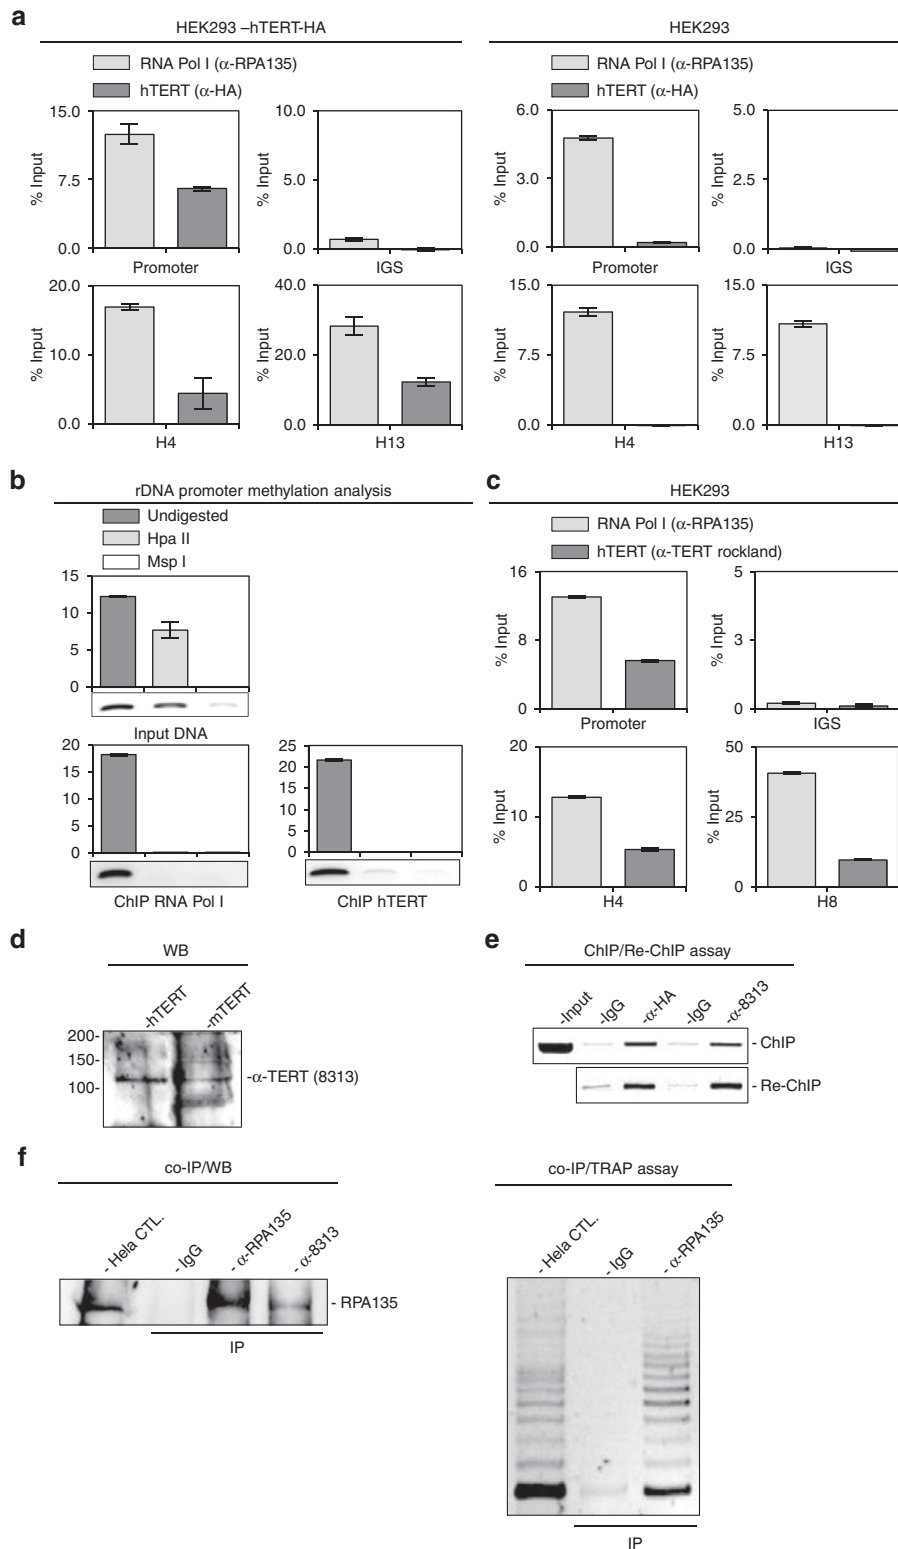 a
HEK293 –hTERT-HA
RNA Pol I (α-RPA135)
hTERT (α-HA)
% Input
15.0
7.5
0.0
Promoter
% Input
10.0
5.0
0.0
IGS
% Input
20.0
10.0
0.0
H4
% Input
40.0
20.0
0.0
H13
HEK293
RNA Pol I (α-RPA135)
hTERT (α-HA)
% Input
6.0
3.0
0.0
Promoter
% Input
5.0
2.5
0.0
IGS
% Input
15.0
7.5
0.0
H4
% Input
15.0
7.5
0.0
H13
b
rDNA promoter methylation analysis
Undigested
Hpa II
Msp I
15
10
5
0
Input DNA
20
15
10
5
0
ChIP RNA Pol I
25
20
15
10
5
0
ChIP hTERT
c
HEK293
RNA Pol I (α-RPA135)
hTERT (α-TERT rockland)
% Input
16
8
0
Promoter
% Input
5
3
0
IGS
% Input
20
10
0
H4
% Input
50
25
0
H8
d
WB
-hTERT
-mTERT
200-
150-
100-
-α-TERT (8313)
e
ChIP/Re-ChIP assay
-Input
-IgG
-α-HA
-IgG
-α-8313
- ChIP
- Re-ChIP
f
co-IP/WB
- Hela CTL.
- IgG
- α-RPA135
- α-8313
- RPA135
IP
co-IP/TRAP assay
- Hela CTL.
- IgG
- α-RPA135
IP